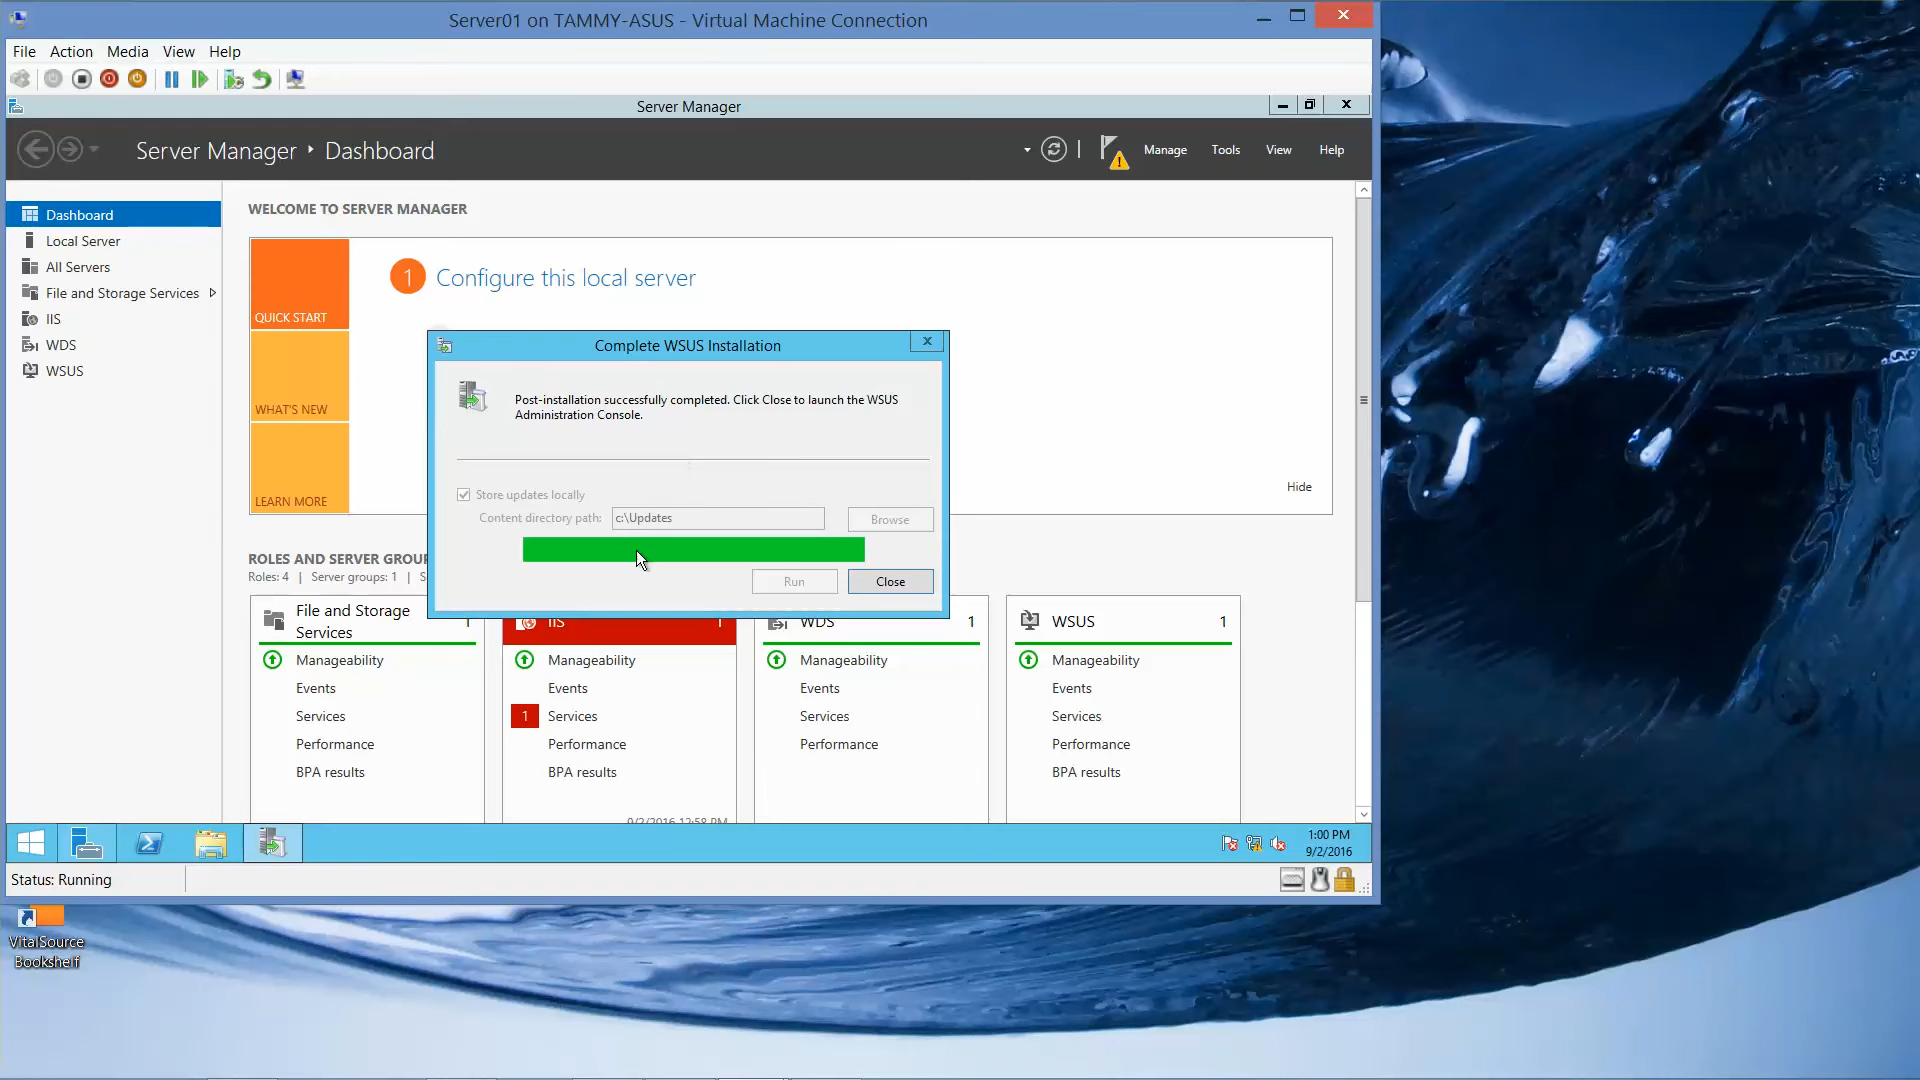 Server01 on TAMMY-ASUS - Virtual Machine Connection
File Action Media View Help
Server Manager
Server Manager ‣ Dashboard
Manage Tools View Help
Dashboard
Local Server
All Servers
File and Storage Services
IIS
WDS
WSUS
WELCOME TO SERVER MANAGER
QUICK START
WHAT'S NEW
LEARN MORE
1 Configure this local server
Hide
Complete WSUS Installation
Post-installation successfully completed. Click Close to launch the WSUS
Administration Console.
Store updates locally
Content directory path: c:\Updates Browse
Run Close
ROLES AND SERVER GROU
Roles: 4 | Server groups: 1 | S
File and Storage
Services
1
Manageability
Events
Services
Performance
BPA results
IIS 1
Manageability
Events
1 Services
Performance
BPA results
9/2/2016 12:58 PM
WDS 1
Manageability
Events
Services
Performance
WSUS 1
Manageability
Events
Services
Performance
BPA results
1:00 PM
9/2/2016
Status: Running
VitalSource
Bookshelf